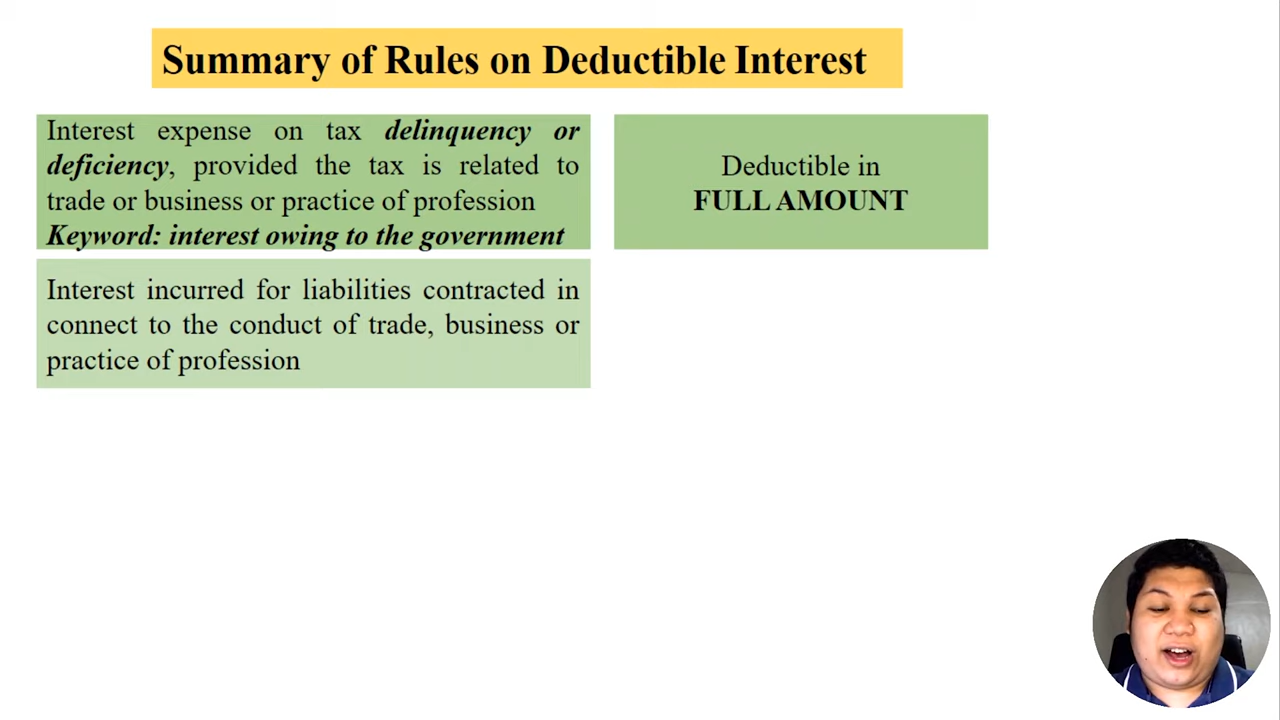 Summary of Rules on Deductible Interest
Interest expense on tax delinquency or
deficiency, provided the tax is related to
trade or business or practice of profession
Keyword: interest owing to the government
Deductible in
FULL AMOUNT
Interest incurred for liabilities contracted in
connect to the conduct of trade, business or
practice of profession